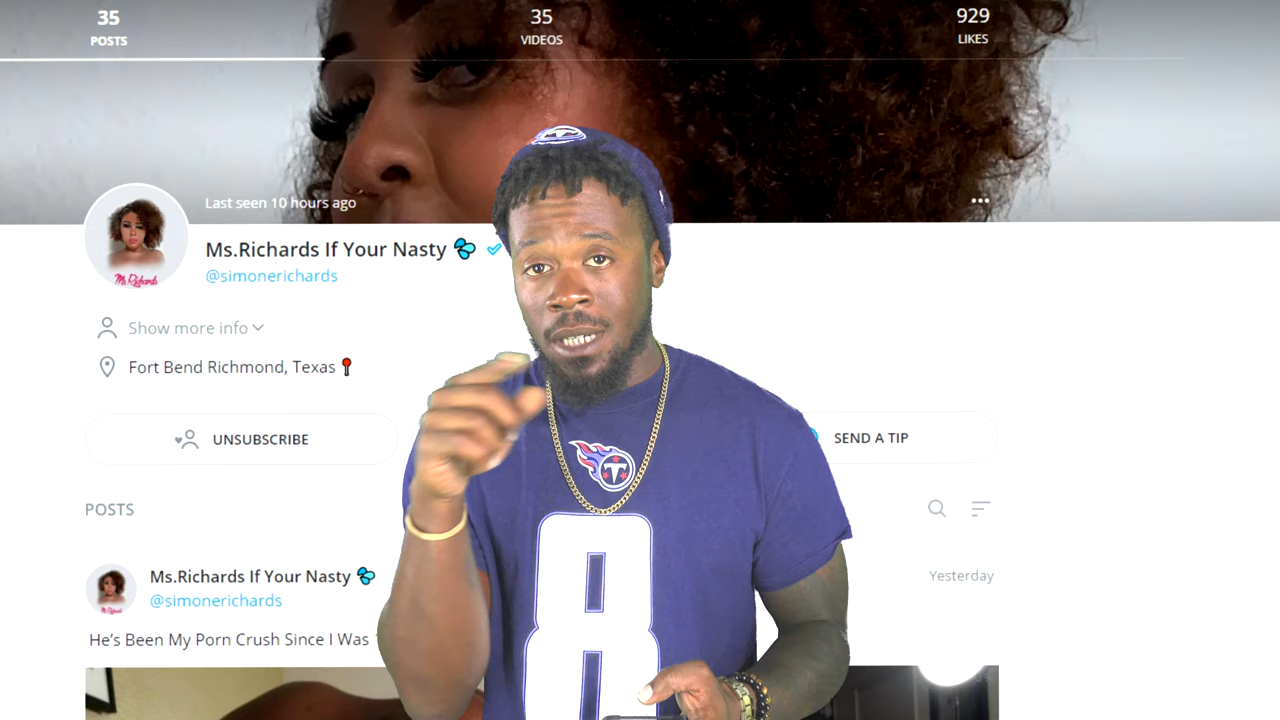 35 35 929
POSTS VIDEOS LIKES
Last seen 10 hours ago
Ms.Richards If Your Nasty
@simonerichards
Ms Richards
Show more info
Fort Bend Richmond, Texas
UNSUBSCRIBE SEND A TIP
T
8
POSTS
Ms.Richards If Your Nasty
@simonerichards Yesterday
He's Been My Porn Crush Since I Was